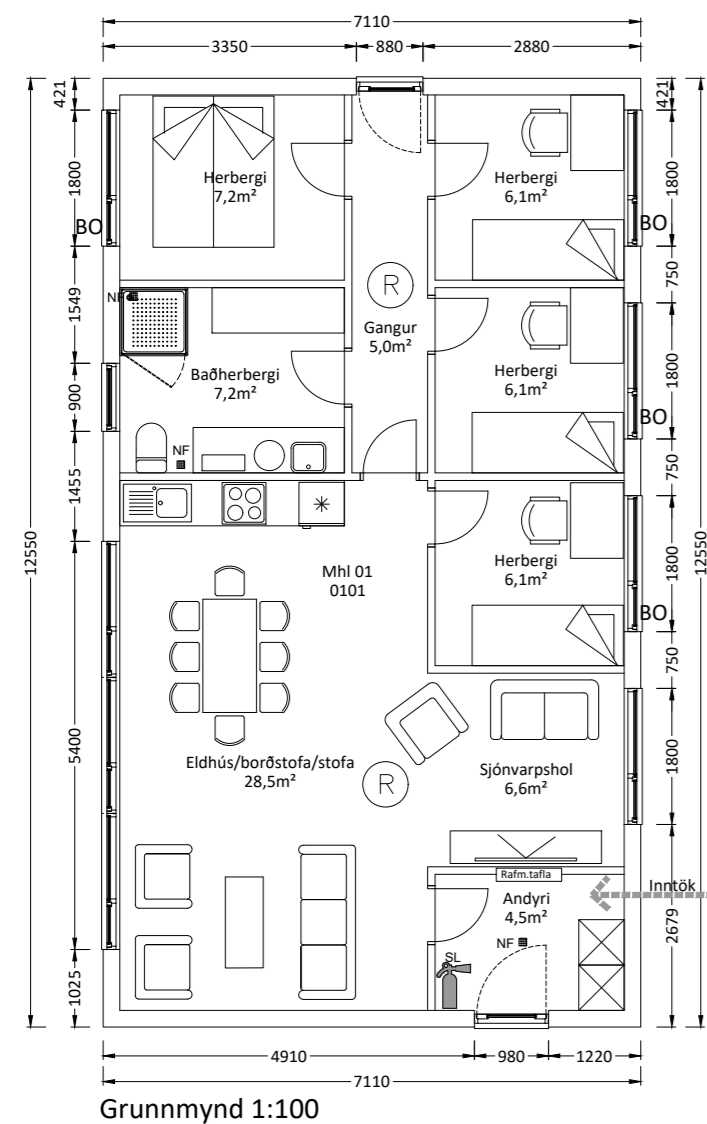 7110
3350 880 2880
421
1800
1549
900
1455
5400
1025
12550
421
1800
750
1800
750
1800
750
1800
2679
12550
BO
BO
BO
BO
Herbergi
7,2m²
Herbergi
6,1m²
R
Gangur
5,0m²
NF
Baðherbergi
7,2m²
NF
Herbergi
6,1m²
Mhl 01
0101
Herbergi
6,1m²
Eldhús/borðstofa/stofa
28,5m²
R
Sjónvarpshol
6,6m²
Rafm.tafla
Inntök
Andyri
4,5m²
NF
SL
4910 980 1220
7110
Grunnmynd 1:100